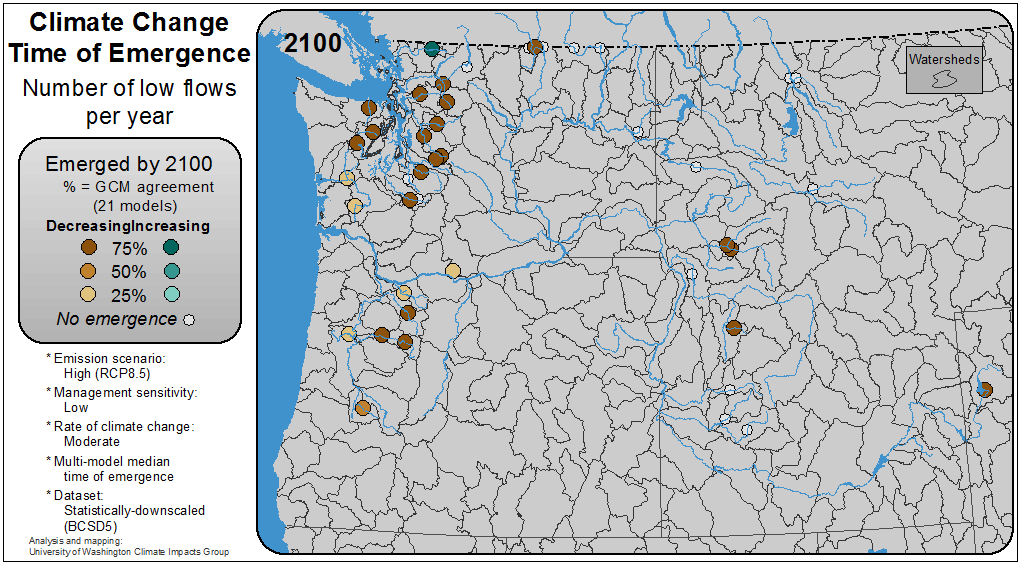 Climate Change
Time of Emergence
Number of low flows
per year
Emerged by 2100
% = GCM agreement
(21 models)
DecreasingIncreasing
75%
50%
25%
No emergence
* Emission scenario:
High (RCP8.5)
* Management sensitivity:
Low
* Rate of climate change:
Moderate
* Multi-model median
time of emergence
* Dataset:
Statistically-downscaled
(BCSD5)
Analysis and mapping:
University of Washington Climate Impacts Group
2100
Watersheds